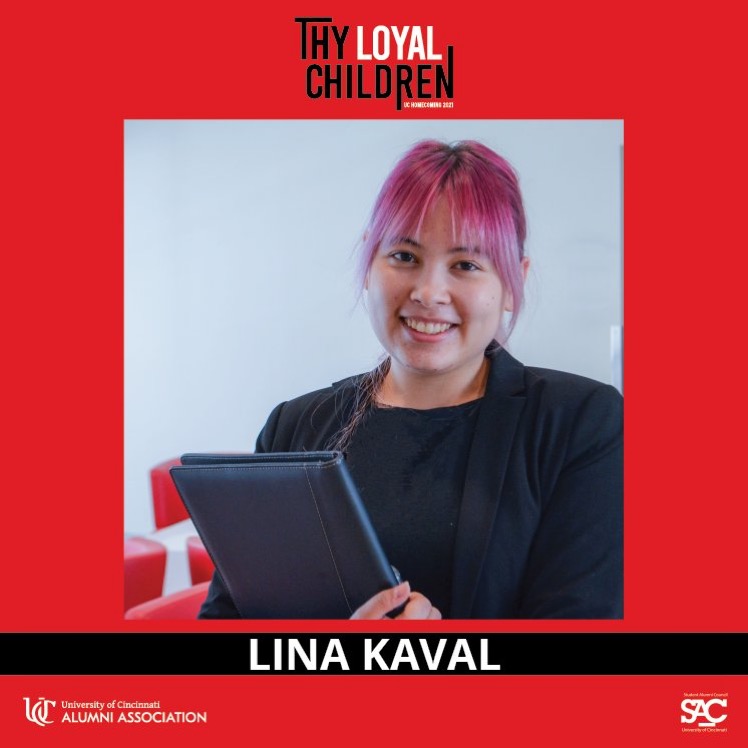 THY LOYAL
CHILDREN
UC HOMECOMING 2021
LINA KAVAL
UC
University of Cincinnati
ALUMNI ASSOCIATION
Student Alumni Council
SAC
University of Cincinnati